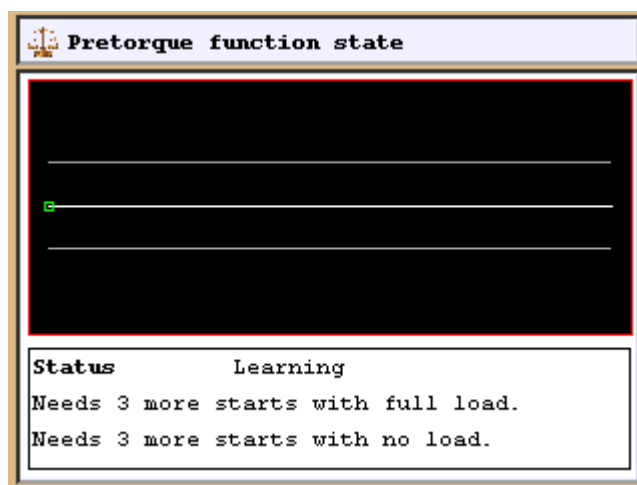 Pretorque function state
Status Learning
Needs 3 more starts with full load.
Needs 3 more starts with no load.